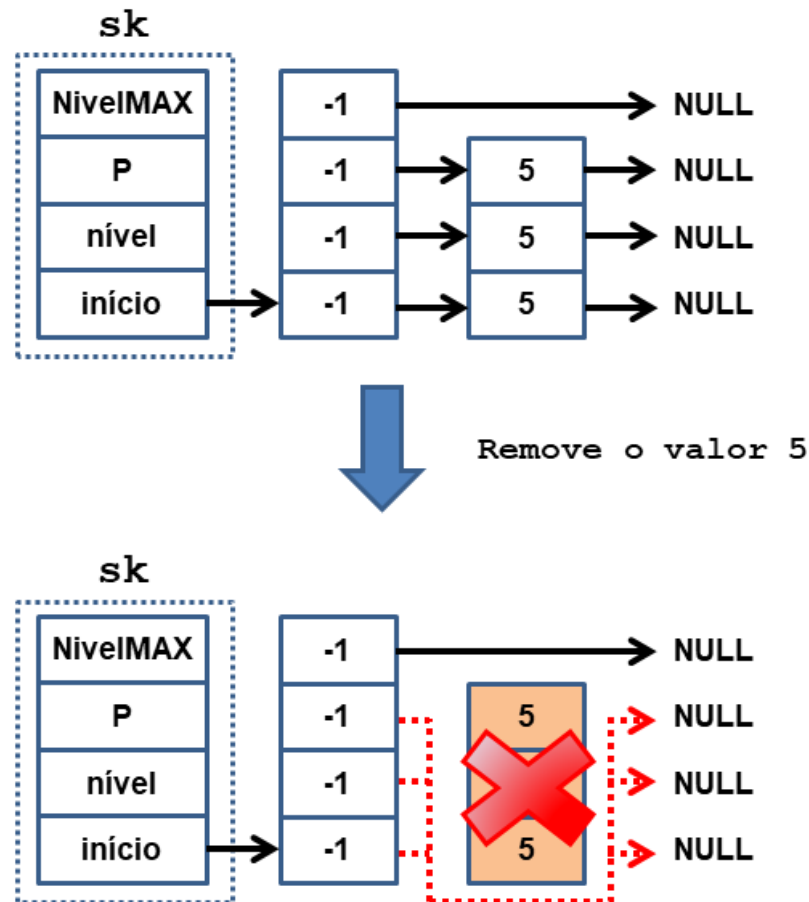 sk
NivelMAX -1 NULL
P -1 5 NULL
nível -1 5 NULL
início -1 5 NULL
Remove o valor 5
sk
NivelMAX -1 NULL
P -1 5 NULL
nível -1 NULL
início -1 5 NULL